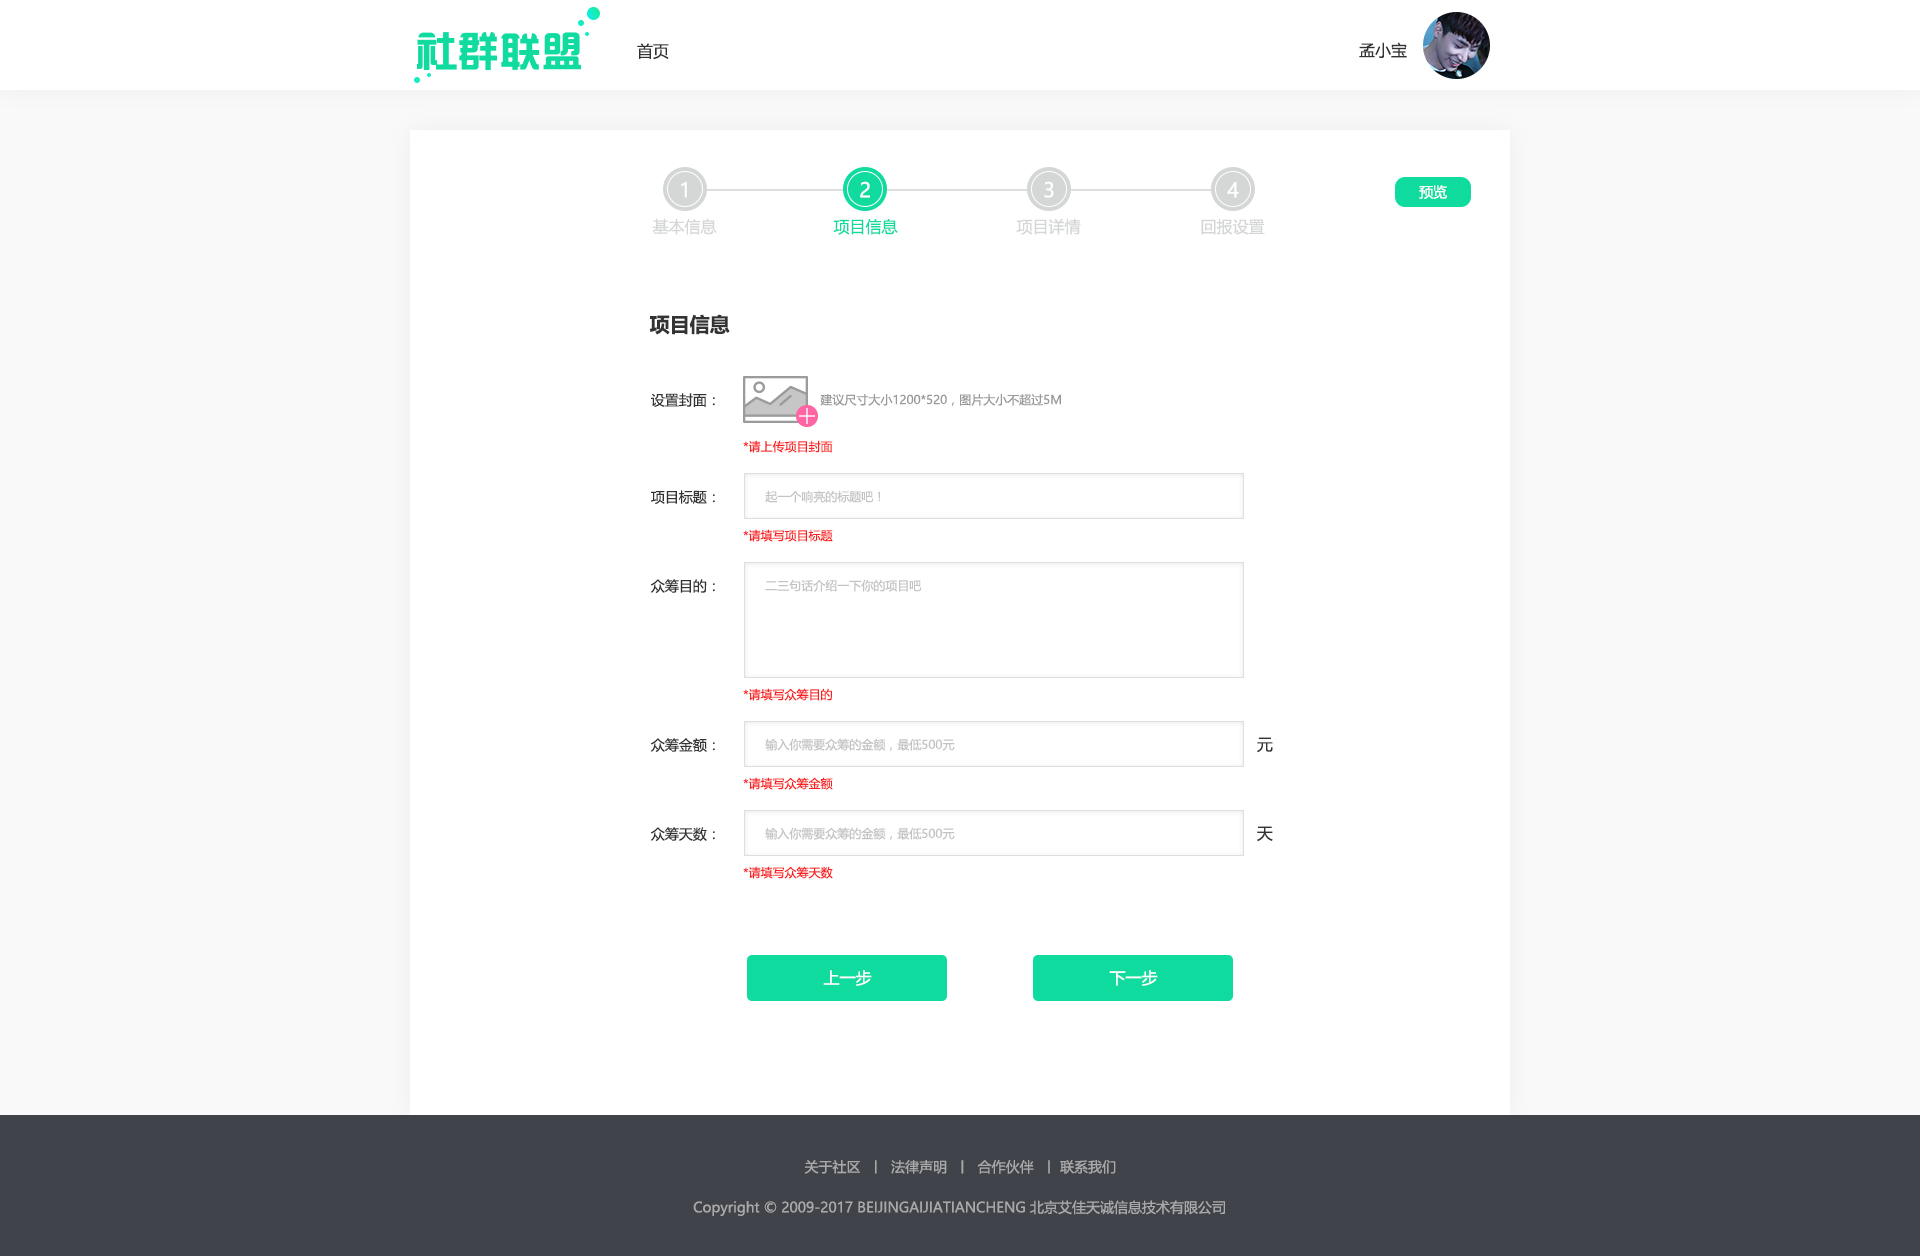 社群联盟
首页
孟小宝
1
2
3
4
预览
基本信息
项目信息
项目详情
回报设置
项目信息
设置封面：
建议尺寸大小1200*520，图片大小不超过5M
*请上传项目封面
项目标题：
起一个响亮的标题吧！
*请填写项目标题
众筹目的：
二三句话介绍一下你的项目吧
*请填写众筹目的
众筹金额：
输入你需要众筹的金额，最低500元
元
*请填写众筹金额
众筹天数：
输入你需要众筹的金额，最低500元
天
*请填写众筹天数
上一步
下一步
关于社区 | 法律声明 | 合作伙伴 | 联系我们
Copyright © 2009-2017 BEIJINGAIJIATIANCHENG 北京艾佳天诚信息技术有限公司